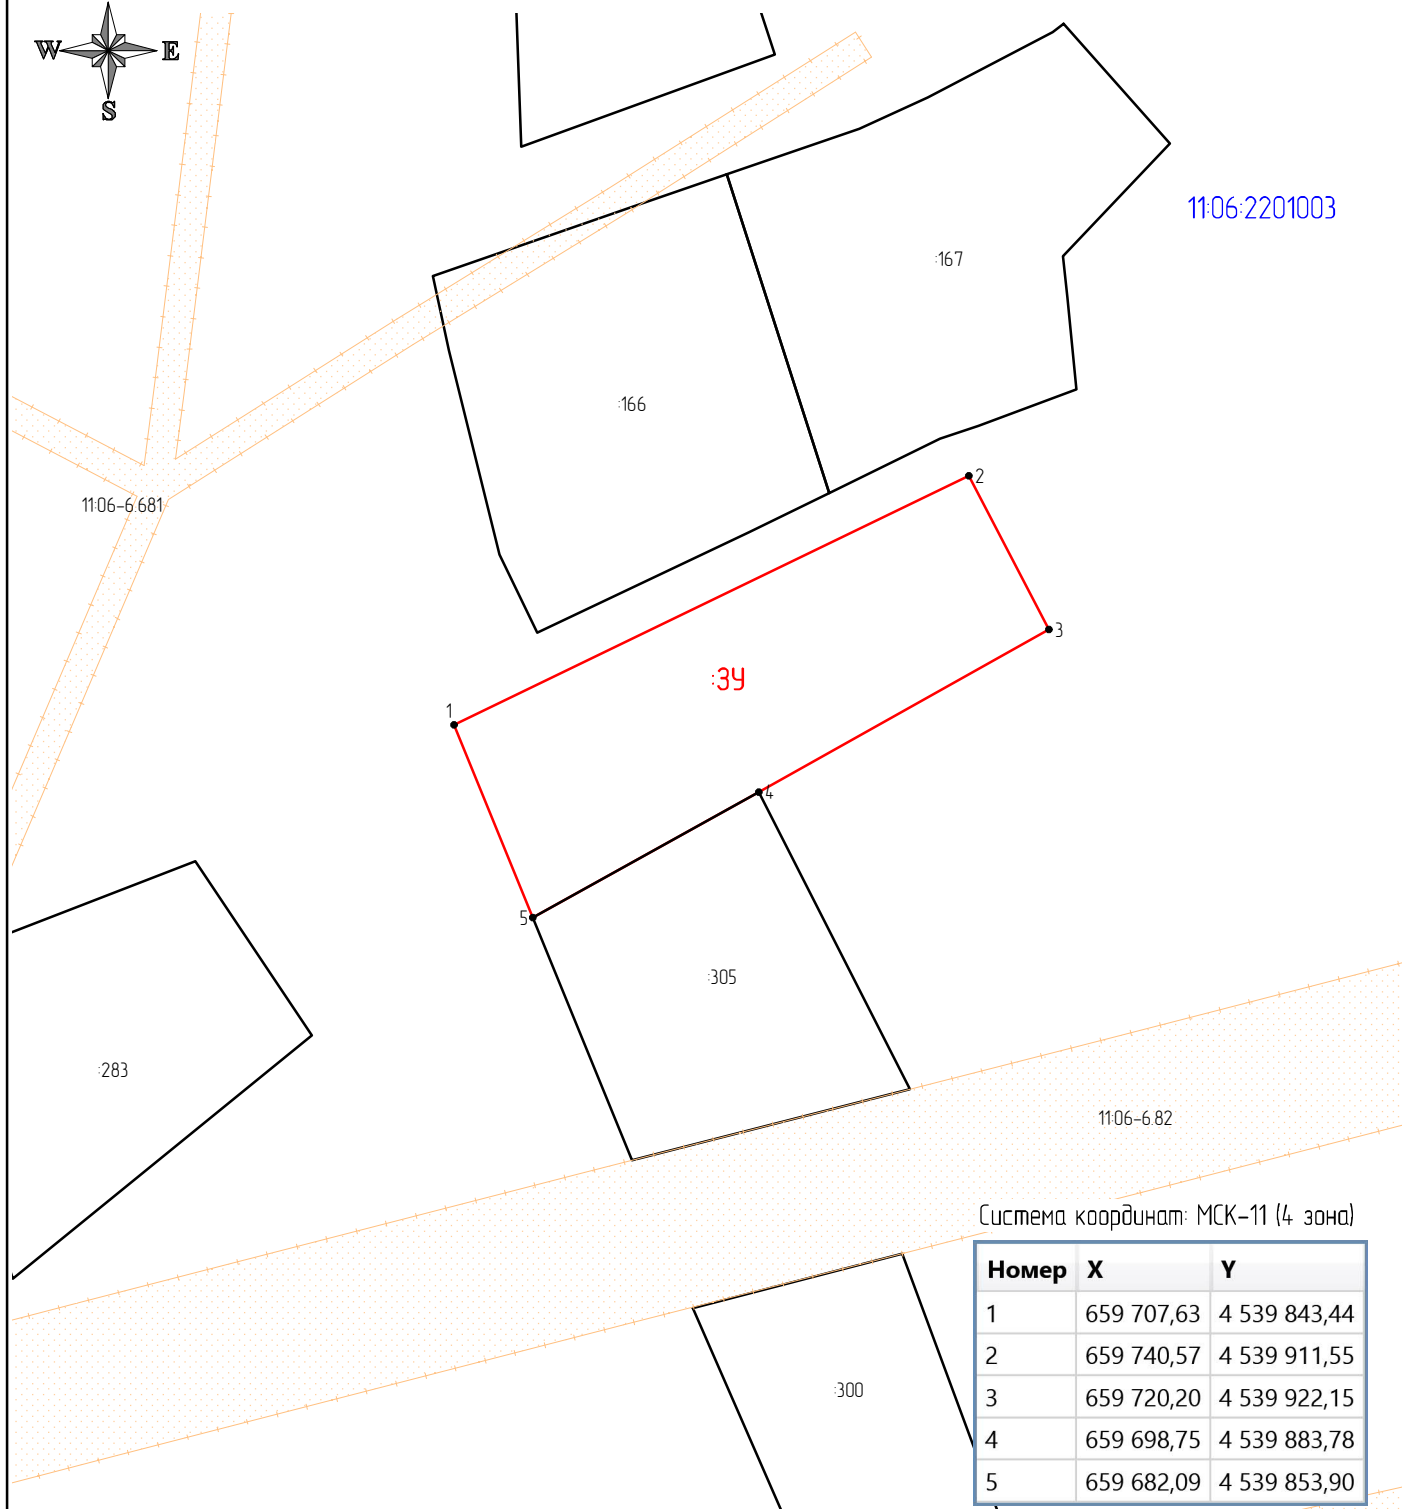 W E
S
11:06:2201003
:167
:166
2
11:06-6.681
3
:ЗУ
1
4
5
:305
:283
11:06-6.82
Система координат: МСК-11 (4 зона)
Номер X Y
1 659 707,63 4 539 843,44
2 659 740,57 4 539 911,55
3 659 720,20 4 539 922,15
4 659 698,75 4 539 883,78
5 659 682,09 4 539 853,90
:300